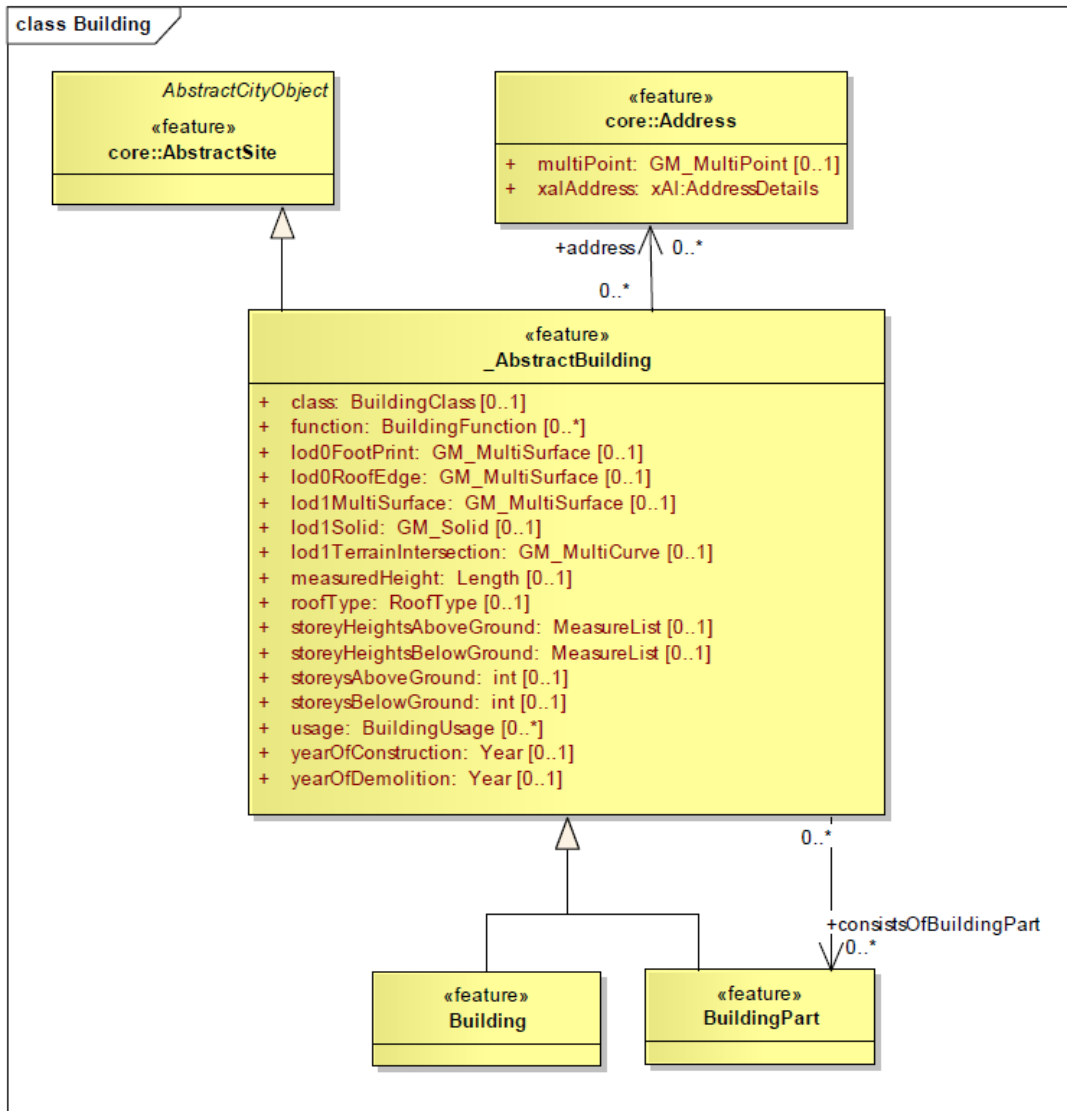 class Building
AbstractCityObject
«feature»
core::AbstractSite
«feature»
core::Address
+ multiPoint: GM_MultiPoint [0..1]
+ xalAddress: xAl:AddressDetails
+address
0..*
0..*
«feature»
_AbstractBuilding
+ class: BuildingClass [0..1]
+ function: BuildingFunction [0..*]
+ lod0FootPrint: GM_MultiSurface [0..1]
+ lod0RoofEdge: GM_MultiSurface [0..1]
+ lod1MultiSurface: GM_MultiSurface [0..1]
+ lod1Solid: GM_Solid [0..1]
+ lod1TerrainIntersection: GM_MultiCurve [0..1]
+ measuredHeight: Length [0..1]
+ roofType: RoofType [0..1]
+ storeyHeightsAboveGround: MeasureList [0..1]
+ storeyHeightsBelowGround: MeasureList [0..1]
+ storeysAboveGround: int [0..1]
+ storeysBelowGround: int [0..1]
+ usage: BuildingUsage [0..*]
+ yearOfConstruction: Year [0..1]
+ yearOfDemolition: Year [0..1]
0..*
+consistsOfBuildingPart
0..*
«feature»
Building
«feature»
BuildingPart